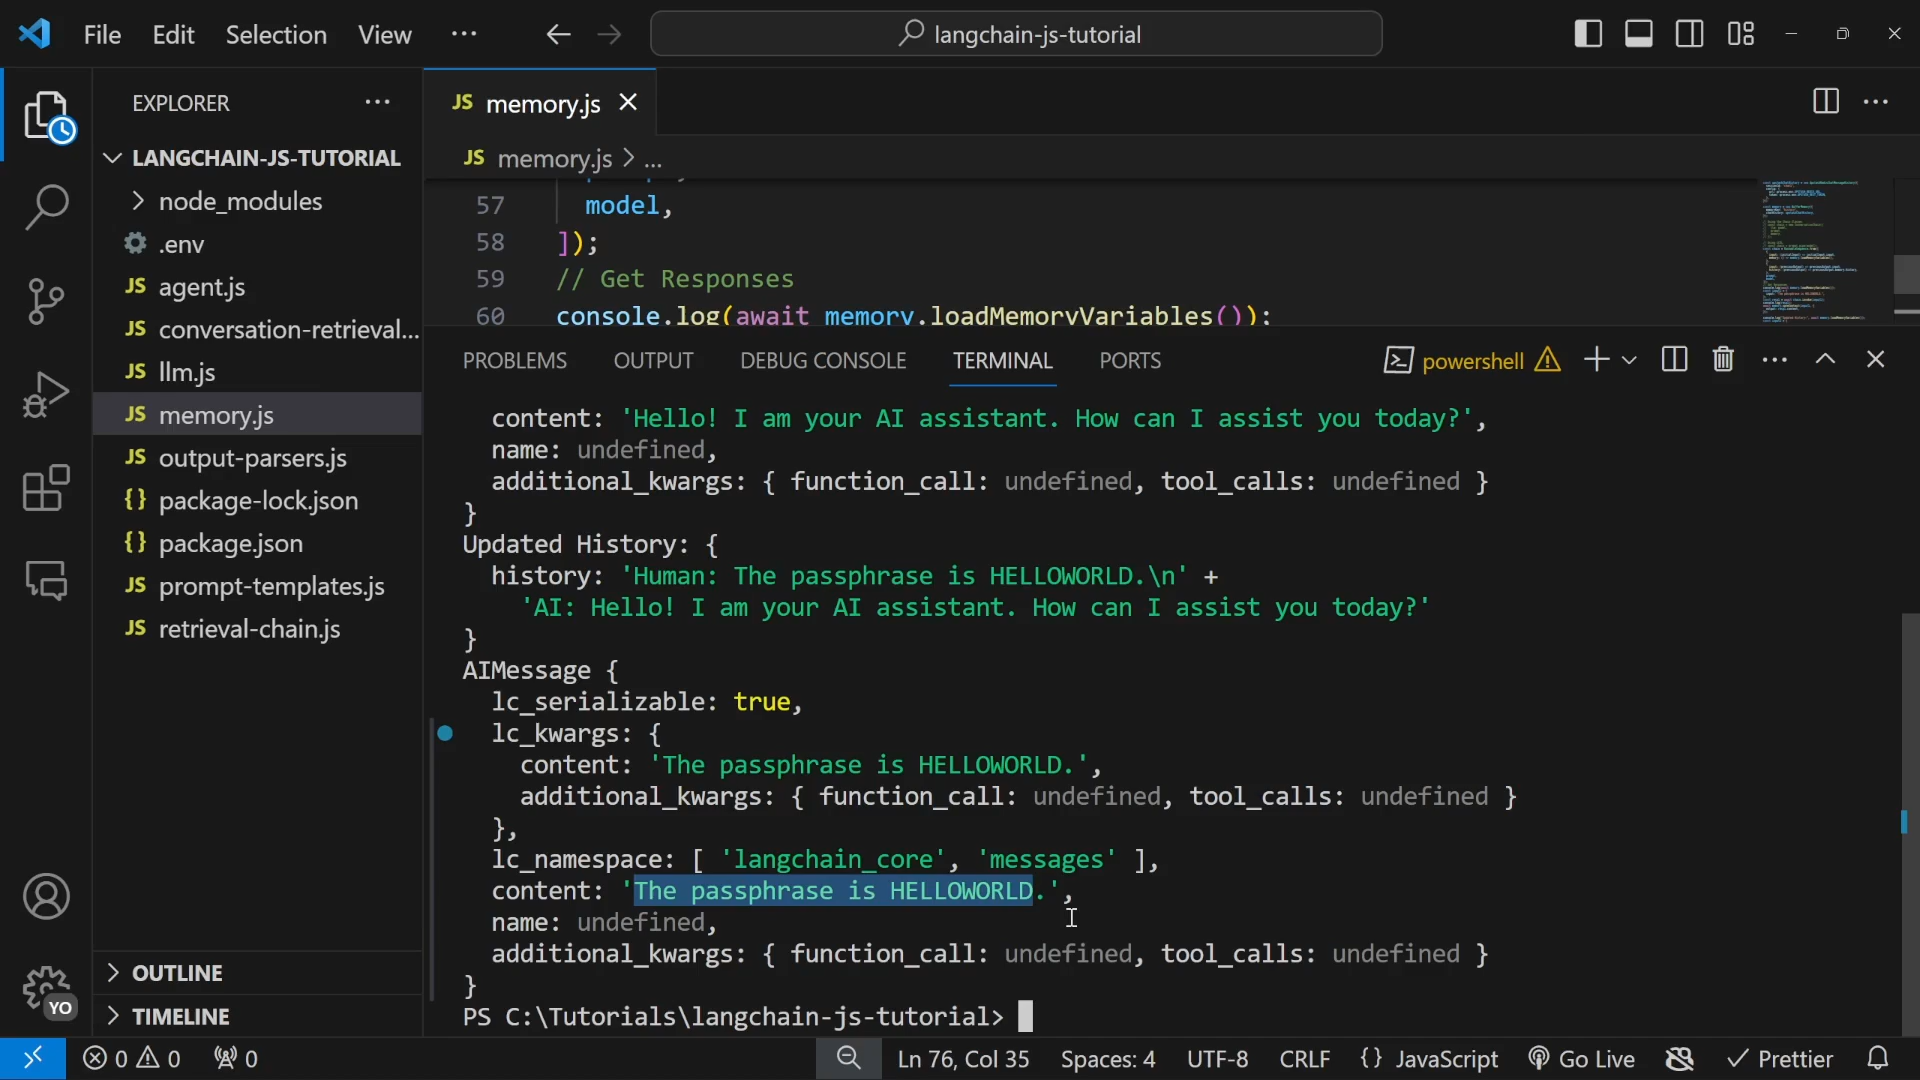 File Edit Selection View ··· langchain-js-tutorial
EXPLORER ···
LANGCHAIN-JS-TUTORIAL
node_modules
.env
JS agent.js
JS conversation-retrieval...
JS llm.js
JS memory.js
JS output-parsers.js
{} package-lock.json
{} package.json
JS prompt-templates.js
JS retrieval-chain.js
OUTLINE
TIMELINE
YO
JS memory.js
JS memory.js > ...
57 model,
58 ]);
59 // Get Responses
60 console.log(await memory.loadMemoryVariables());
PROBLEMS OUTPUT DEBUG CONSOLE TERMINAL PORTS powershell
content: 'Hello! I am your AI assistant. How can I assist you today?',
name: undefined,
additional_kwargs: { function_call: undefined, tool_calls: undefined }
}
Updated History: {
history: 'Human: The passphrase is HELLOWORLD.\n' +
'AI: Hello! I am your AI assistant. How can I assist you today?'
}
AIMessage {
lc_serializable: true,
lc_kwargs: {
content: 'The passphrase is HELLOWORLD.',
additional_kwargs: { function_call: undefined, tool_calls: undefined }
},
lc_namespace: [ 'langchain_core', 'messages' ],
content: 'The passphrase is HELLOWORLD.',
name: undefined,
additional_kwargs: { function_call: undefined, tool_calls: undefined }
}
PS C:\Tutorials\langchain-js-tutorial>
0 0 0 Ln 76, Col 35 Spaces: 4 UTF-8 CRLF {} JavaScript Go Live Prettier